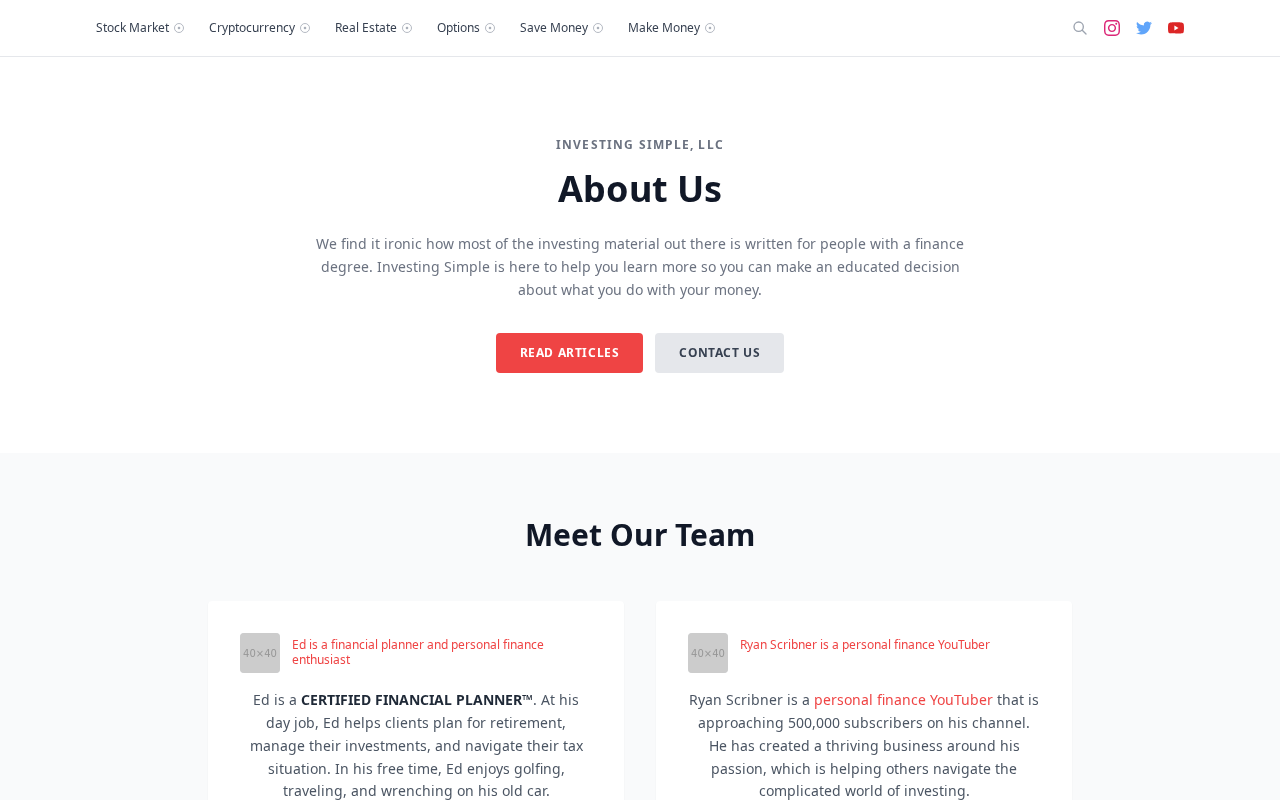 Stock Market Cryptocurrency Real Estate Options Save Money Make Money
INVESTING SIMPLE, LLC
About Us
We find it ironic how most of the investing material out there is written for people with a finance
degree. Investing Simple is here to help you learn more so you can make an educated decision
about what you do with your money.
READ ARTICLES CONTACT US
Meet Our Team
40×40
Ed is a financial planner and personal finance
enthusiast
Ed is a CERTIFIED FINANCIAL PLANNER™. At his
day job, Ed helps clients plan for retirement,
manage their investments, and navigate their tax
situation. In his free time, Ed enjoys golfing,
traveling, and wrenching on his old car.
40×40
Ryan Scribner is a personal finance YouTuber
Ryan Scribner is a personal finance YouTuber that is
approaching 500,000 subscribers on his channel.
He has created a thriving business around his
passion, which is helping others navigate the
complicated world of investing.